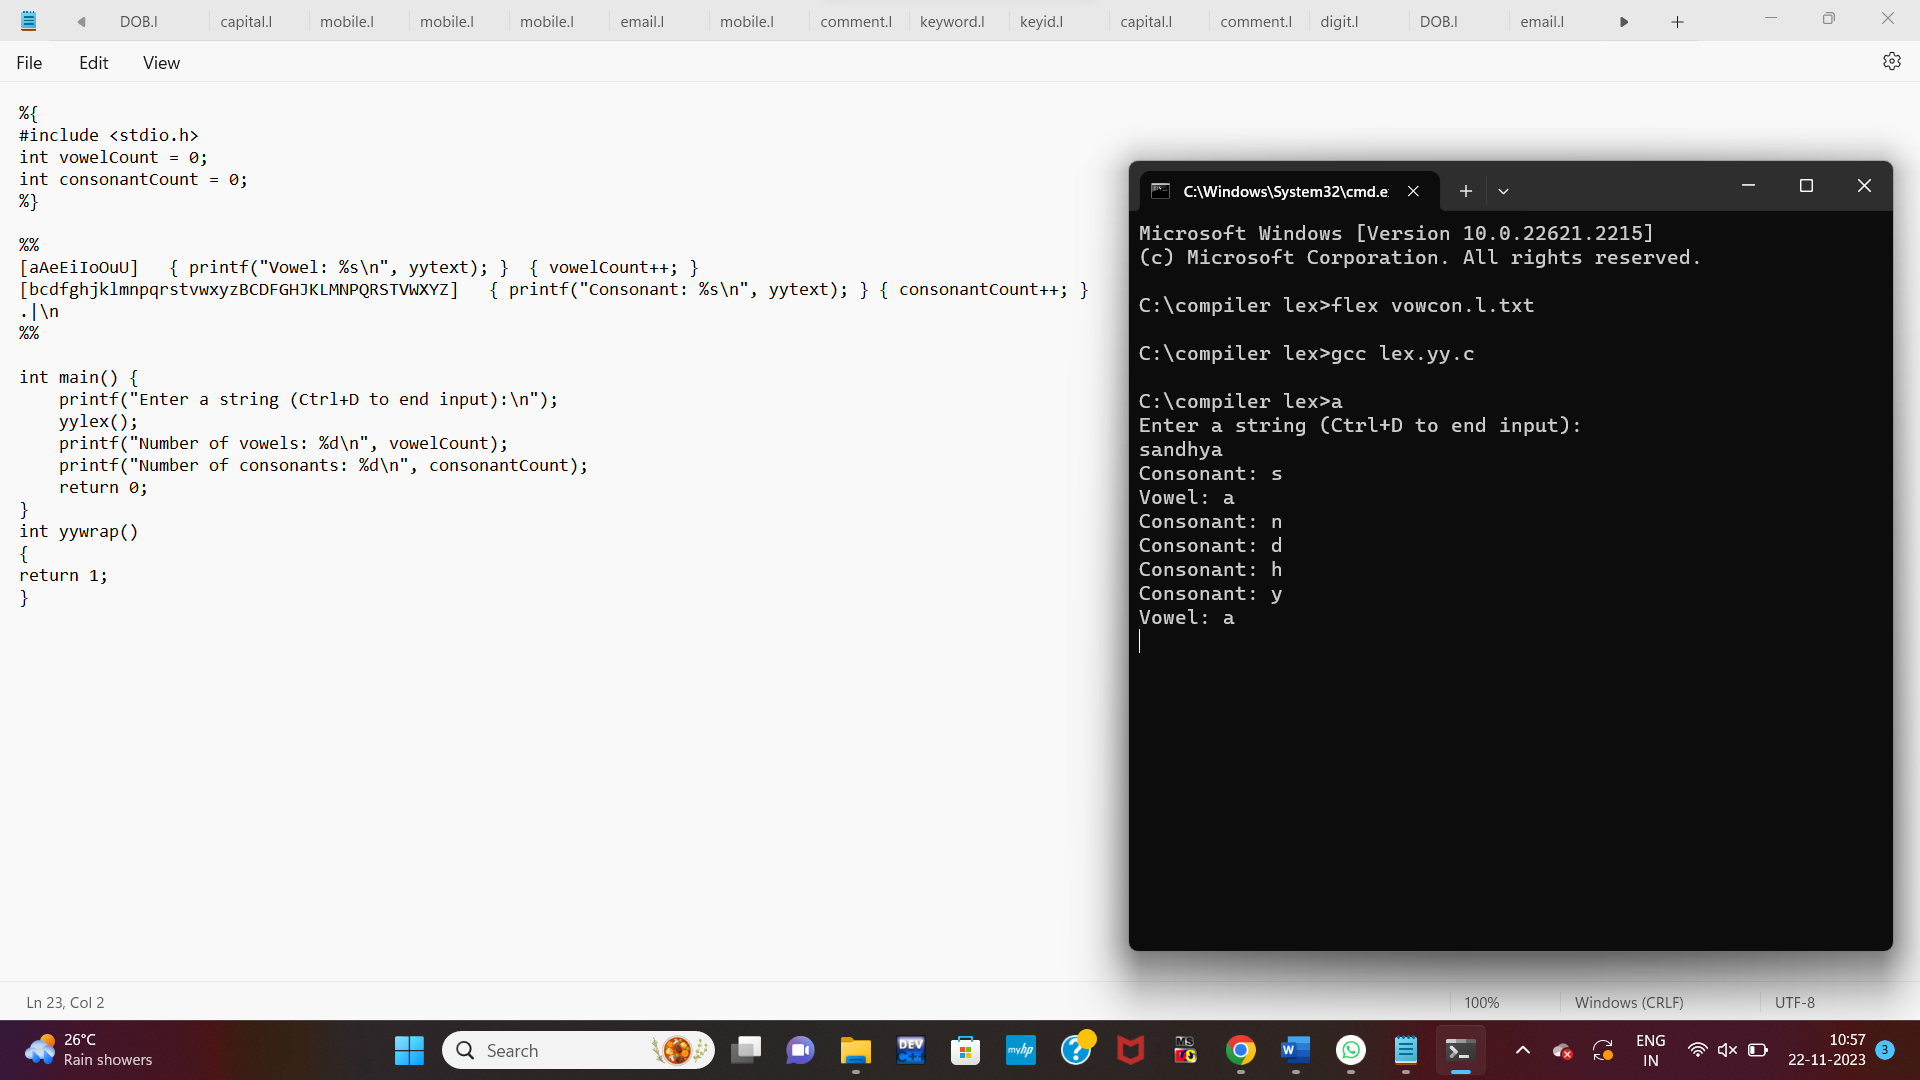 DOB.l capital.l mobile.l mobile.l mobile.l email.l mobile.l comment.l keyword.l keyid.l capital.l comment.l digit.l DOB.l email.l
File Edit View
%{
#include <stdio.h>
int vowelCount = 0;
int consonantCount = 0;
%}
%%
[aAeEiIoOuU]   { printf("Vowel: %s\n", yytext); }  { vowelCount++; }
[bcdfghjklmnpqrstvwxyzBCDFGHJKLMNPQRSTVWXYZ]   { printf("Consonant: %s\n", yytext); } { consonantCount++; }
.|\n
%%
int main() {
    printf("Enter a string (Ctrl+D to end input):\n");
    yylex();
    printf("Number of vowels: %d\n", vowelCount);
    printf("Number of consonants: %d\n", consonantCount);
    return 0;
}
int yywrap()
{
return 1;
}
C:\Windows\System32\cmd.e
Microsoft Windows [Version 10.0.22621.2215]
(c) Microsoft Corporation. All rights reserved.
C:\compiler lex>flex vowcon.l.txt
C:\compiler lex>gcc lex.yy.c
C:\compiler lex>a
Enter a string (Ctrl+D to end input):
sandhya
Consonant: s
Vowel: a
Consonant: n
Consonant: d
Consonant: h
Consonant: y
Vowel: a
Ln 23, Col 2 100% Windows (CRLF) UTF-8
26°C
Rain showers
Search
DEV
C++
myhp
MS
W
ENG
IN
10:57
22-11-2023
3